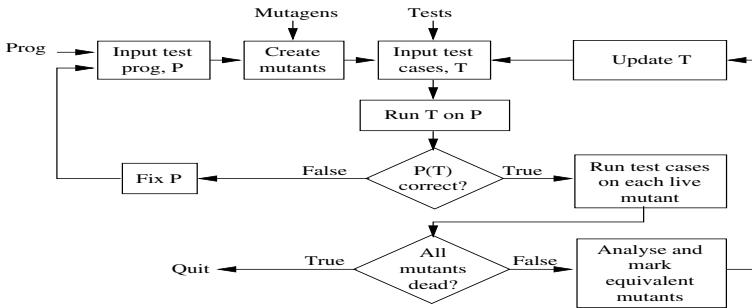 Mutagens
Tests
Prog
Input test
prog, P
Create
mutants
Input test
cases, T
Update T
Run T on P
Fix P
False
P(T)
correct?
True
Run test cases
on each live
mutant
Quit
True
All
mutants
dead?
False
Analyse and
mark
equivalent
mutants